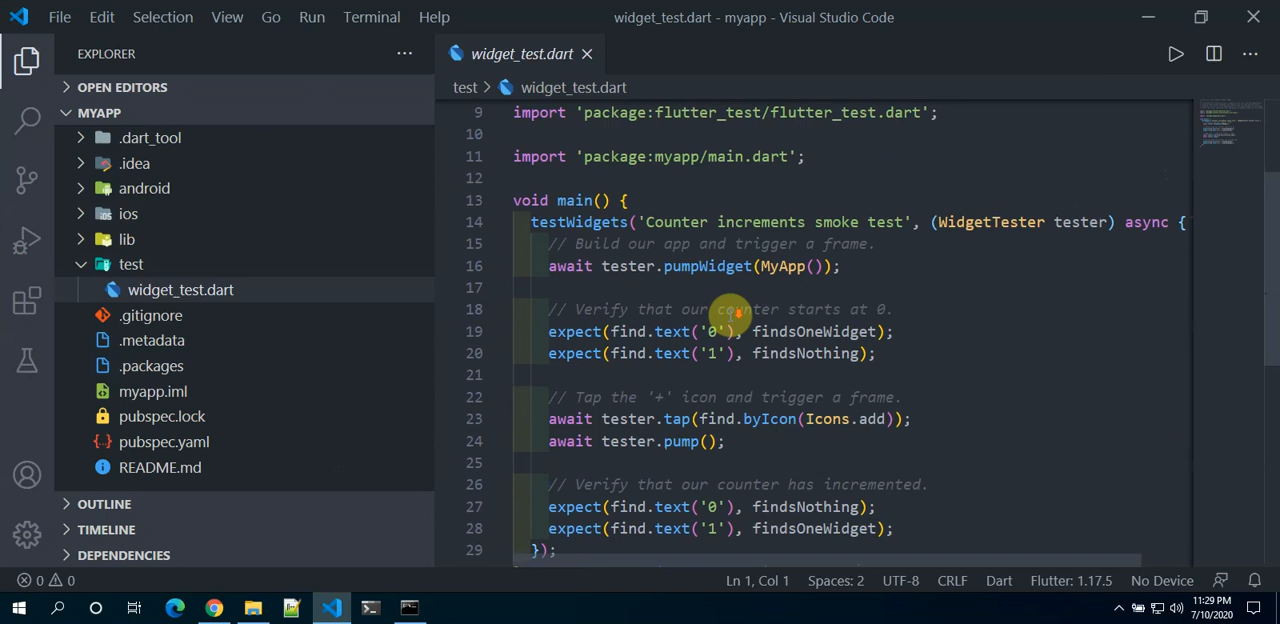 File Edit Selection View Go Run Terminal Help
widget_test.dart - myapp - Visual Studio Code
EXPLORER
OPEN EDITORS
MYAPP
.dart_tool
.idea
android
ios
lib
test
widget_test.dart
.gitignore
.metadata
.packages
myapp.iml
pubspec.lock
pubspec.yaml
README.md
OUTLINE
TIMELINE
DEPENDENCIES
widget_test.dart
test > widget_test.dart
9 import 'package:flutter_test/flutter_test.dart';
10
11 import 'package:myapp/main.dart';
12
13 void main() {
14 testWidgets('Counter increments smoke test', (WidgetTester tester) async {
15 // Build our app and trigger a frame.
16 await tester.pumpWidget(MyApp());
17
18 // Verify that our counter starts at 0.
19 expect(find.text('0'), findsOneWidget);
20 expect(find.text('1'), findsNothing);
21
22 // Tap the '+' icon and trigger a frame.
23 await tester.tap(find.byIcon(Icons.add));
24 await tester.pump();
25
26 // Verify that our counter has incremented.
27 expect(find.text('0'), findsNothing);
28 expect(find.text('1'), findsOneWidget);
29 });
0 0
Ln 1, Col 1 Spaces: 2 UTF-8 CRLF Dart Flutter: 1.17.5 No Device
11:29 PM
7/10/2020